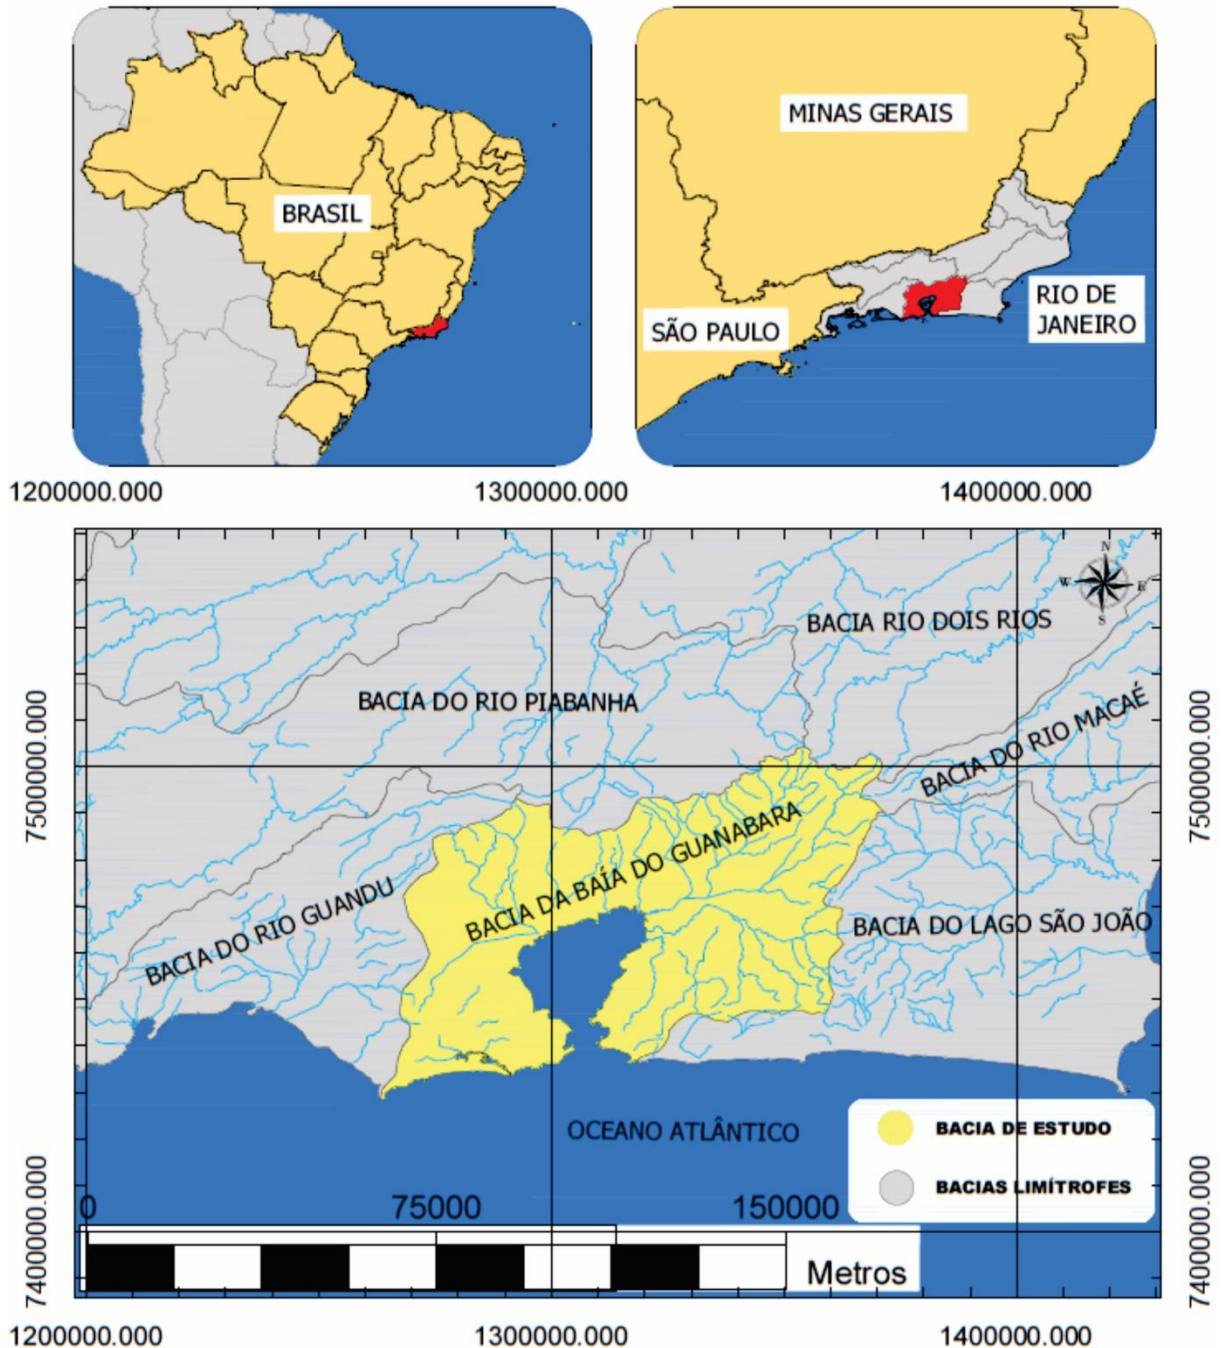 BRASIL
MINAS GERAIS
SÃO PAULO
RIO DE
JANEIRO
1200000.000
1300000.000
1400000.000
N
W
E
S
BACIA RIO DOIS RIOS
BACIA DO RIO PIABANHA
BACIA DO RIO MACAÉ
7500000.000
7500000.000
BACIA DA BAÍA DO GUANABARA
BACIA DO RIO GUANDU
BACIA DO LAGO SÃO JOÃO
OCEANO ATLÂNTICO
BACIA DE ESTUDO
BACIAS LIMÍTROFES
0
75000
150000
Metros
7400000.000
7400000.000
1200000.000
1300000.000
1400000.000